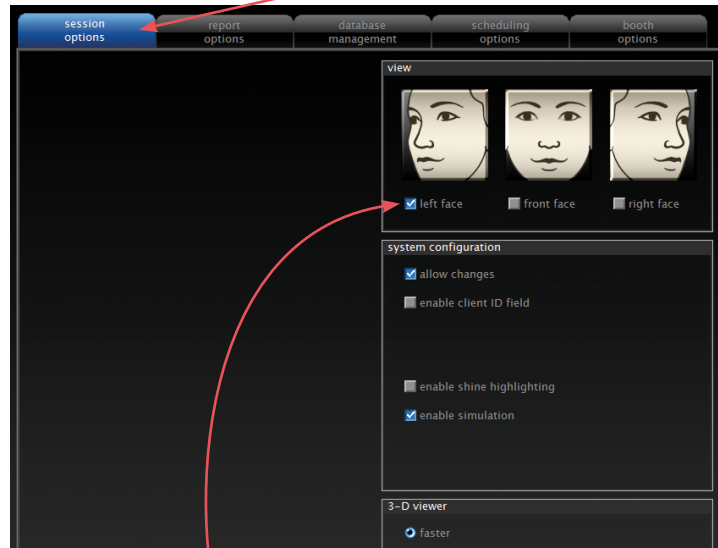 session options
report options
database management
scheduling options
booth options
view
left face
front face
right face
system configuration
allow changes
enable client ID field
enable shine highlighting
enable simulation
3-D viewer
faster